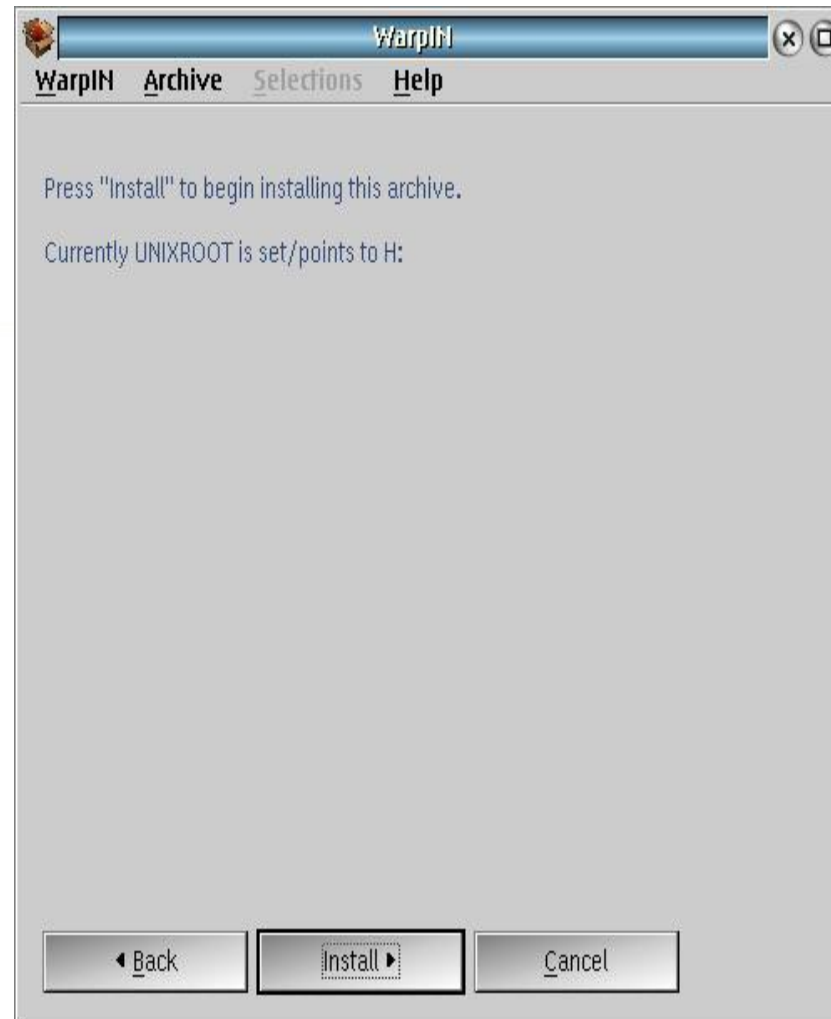 WarpIN
WarpIN Archive Selections Help
Press "Install" to begin installing this archive.
Currently UNIXROOT is set/points to H:
Back Install Cancel